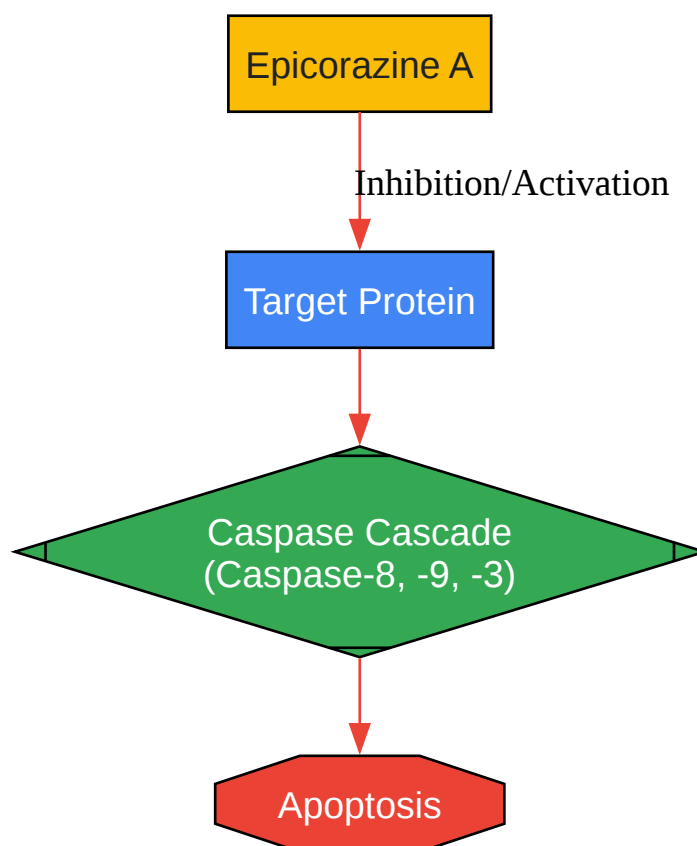 Epicorazine A
Inhibition/Activation
Target Protein
Caspase Cascade
(Caspase-8, -9, -3)
Apoptosis